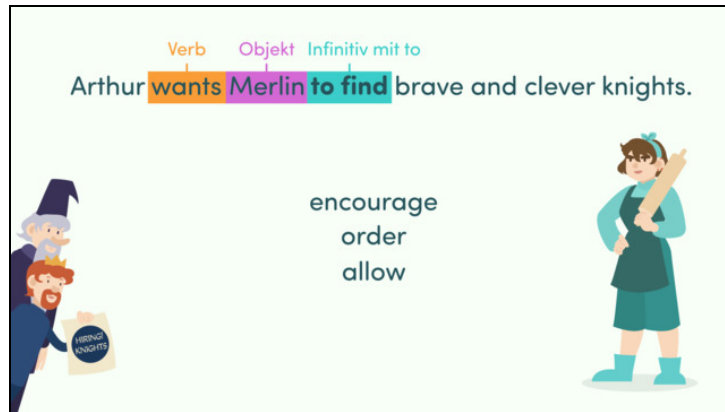 Verb Objekt Infinitiv mit to
Arthur wants Merlin to find brave and clever knights.
encourage
order
allow
HIRING!
KNIGHTS